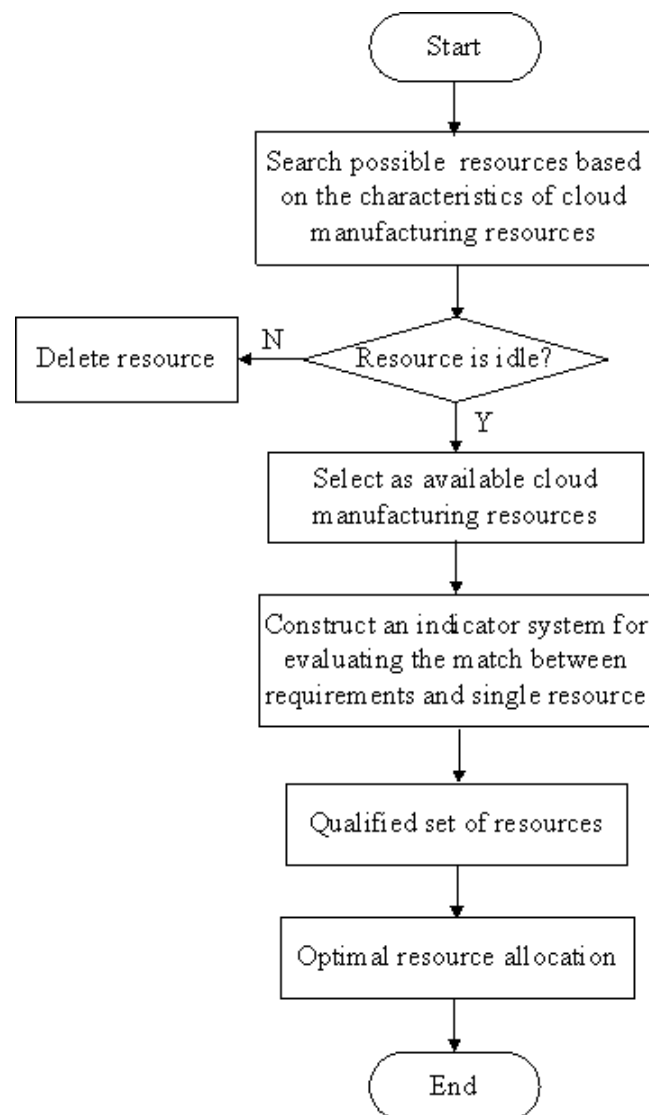 Start
Search possible resources based
on the characteristics of cloud
manufacturing resources
N
Delete resource
Resource is idle?
Y
Select as available cloud
manufacturing resources
Construct an indicator system for
evaluating the match between
requirements and single resource
Qualified set of resources
Optimal resource allocation
End